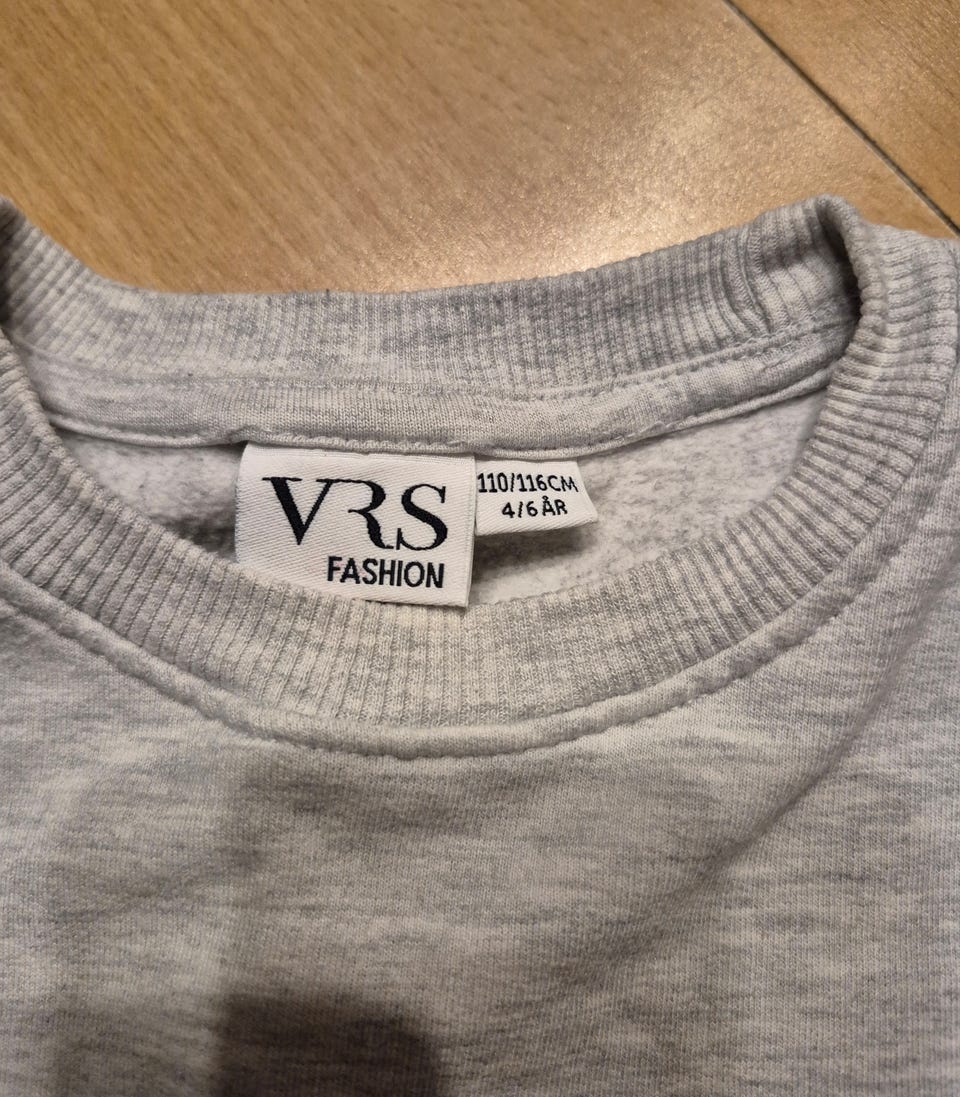 VRS
FASHION
110/116CM
4/6 ÅR